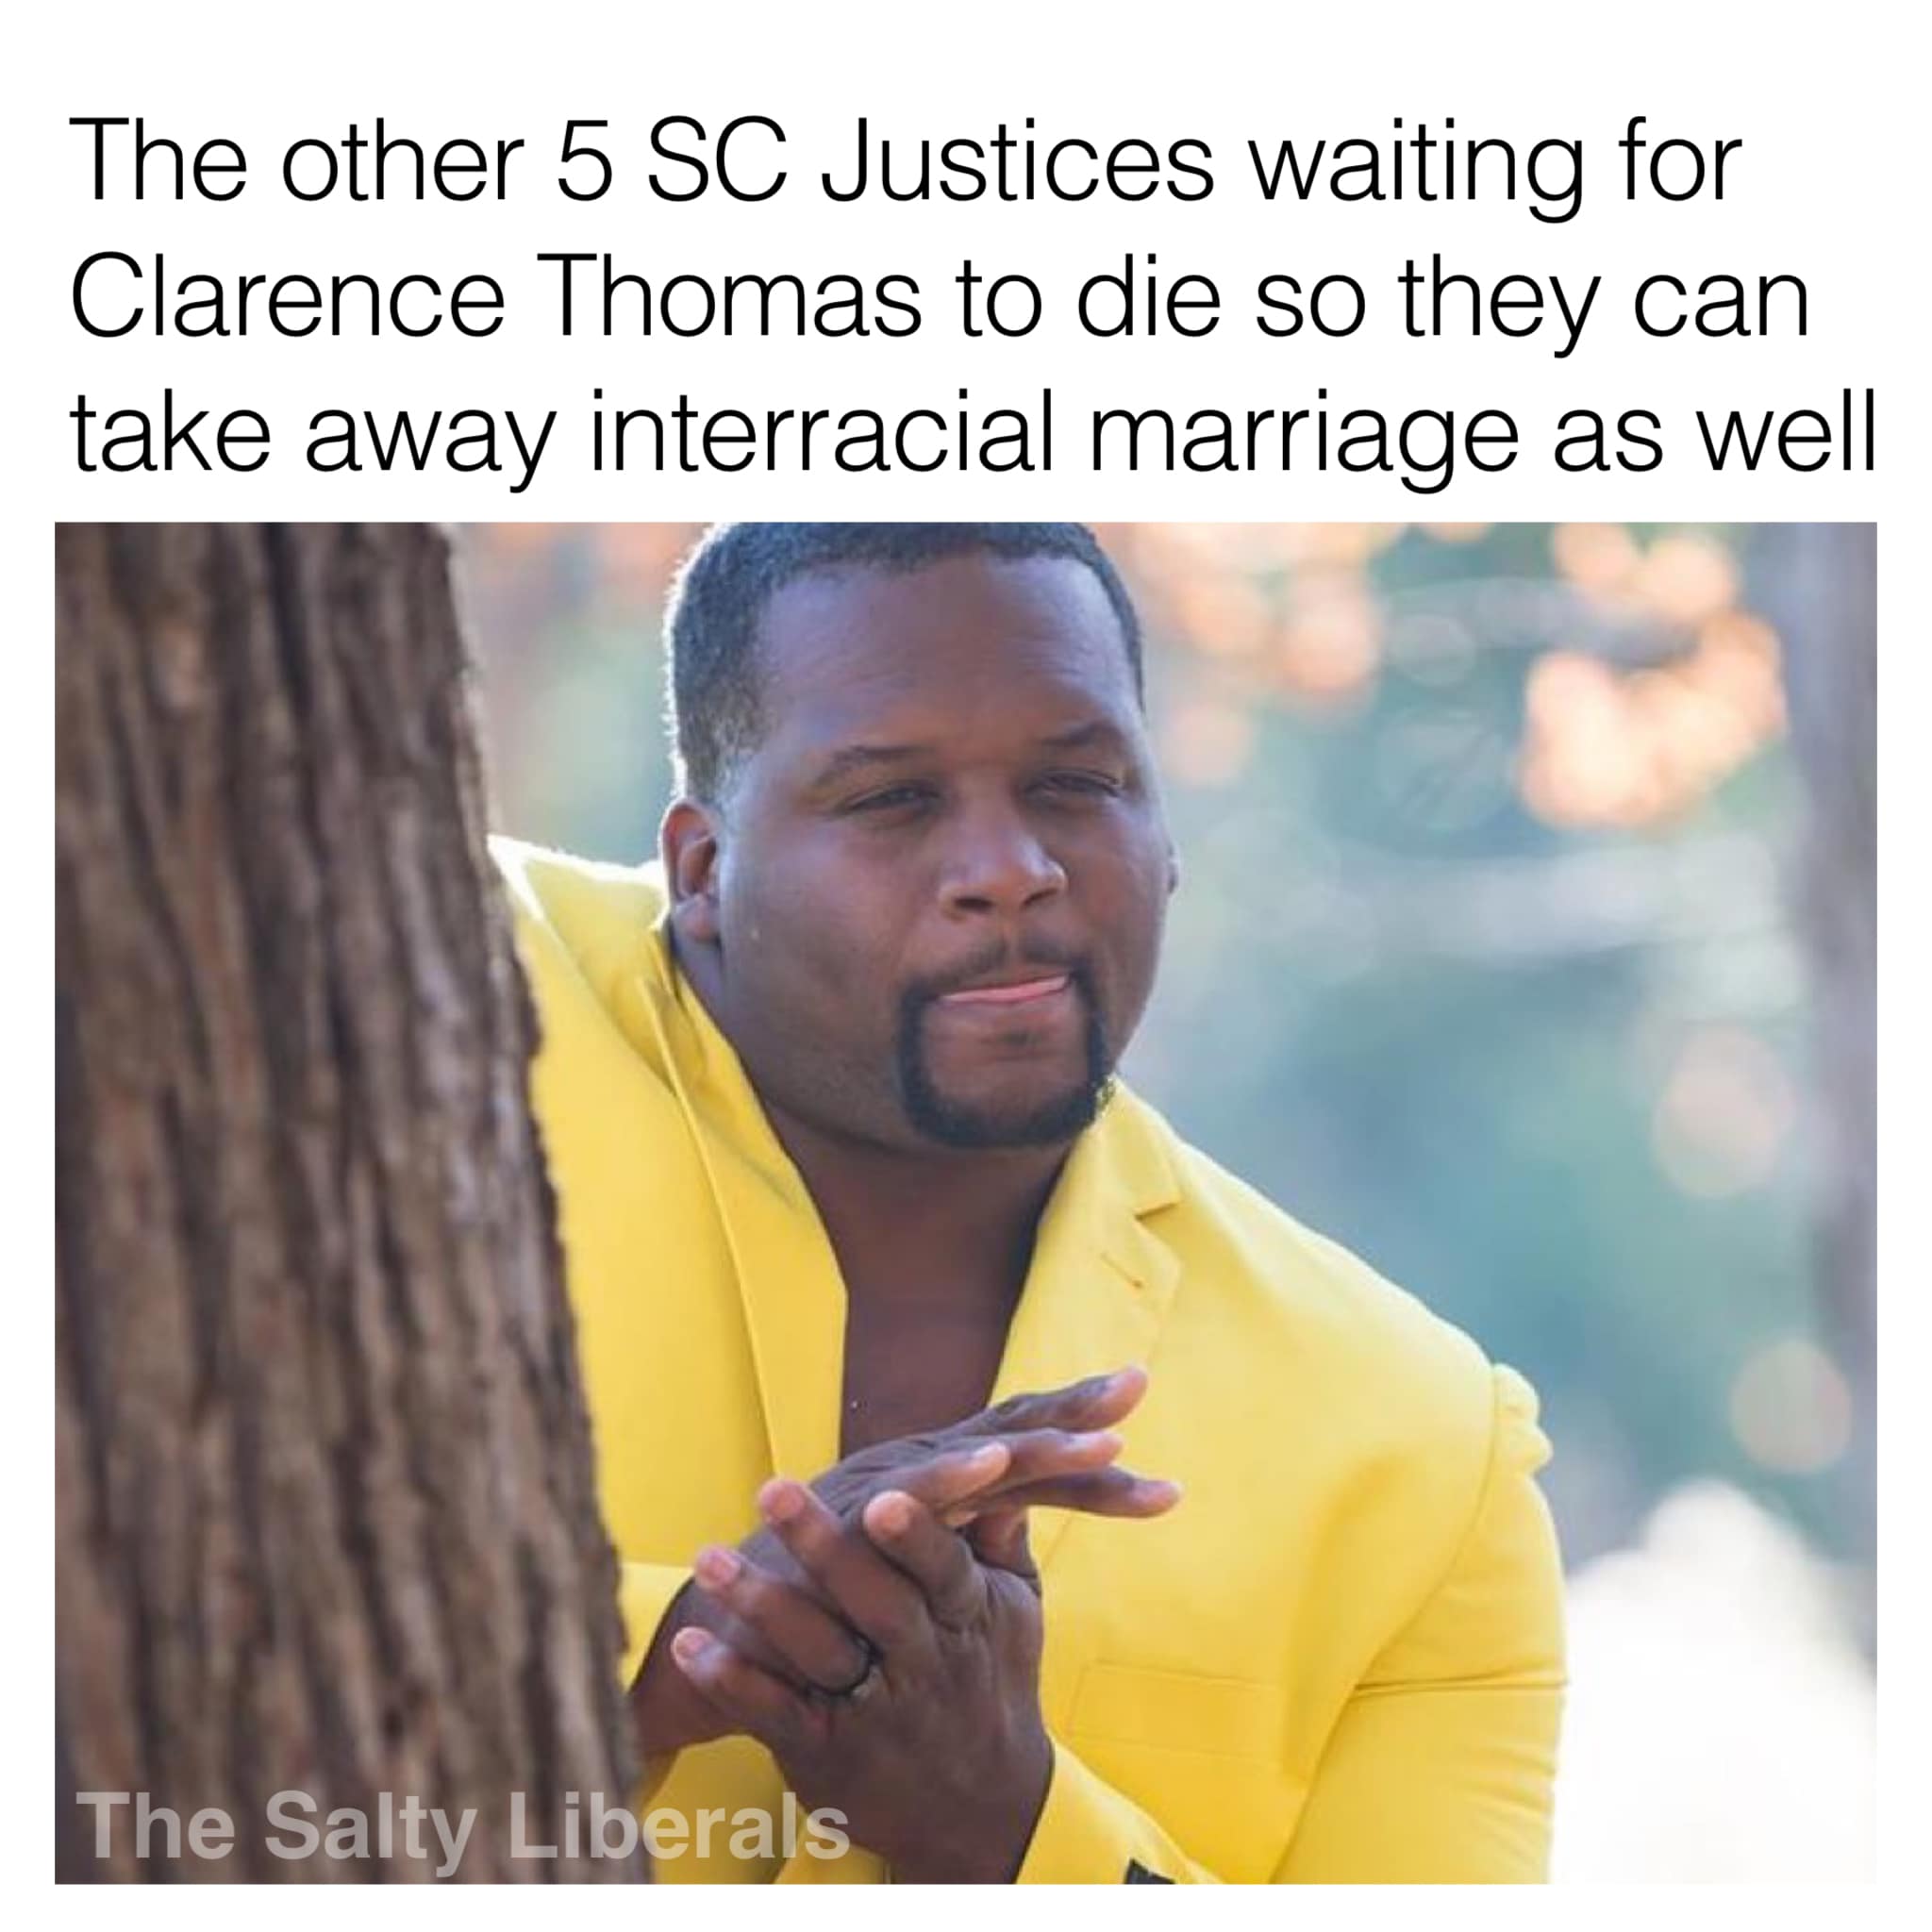 The other 5 SC Justices waiting for
Clarence Thomas to die so they can
take away interracial marriage as well
The Salty Liberals